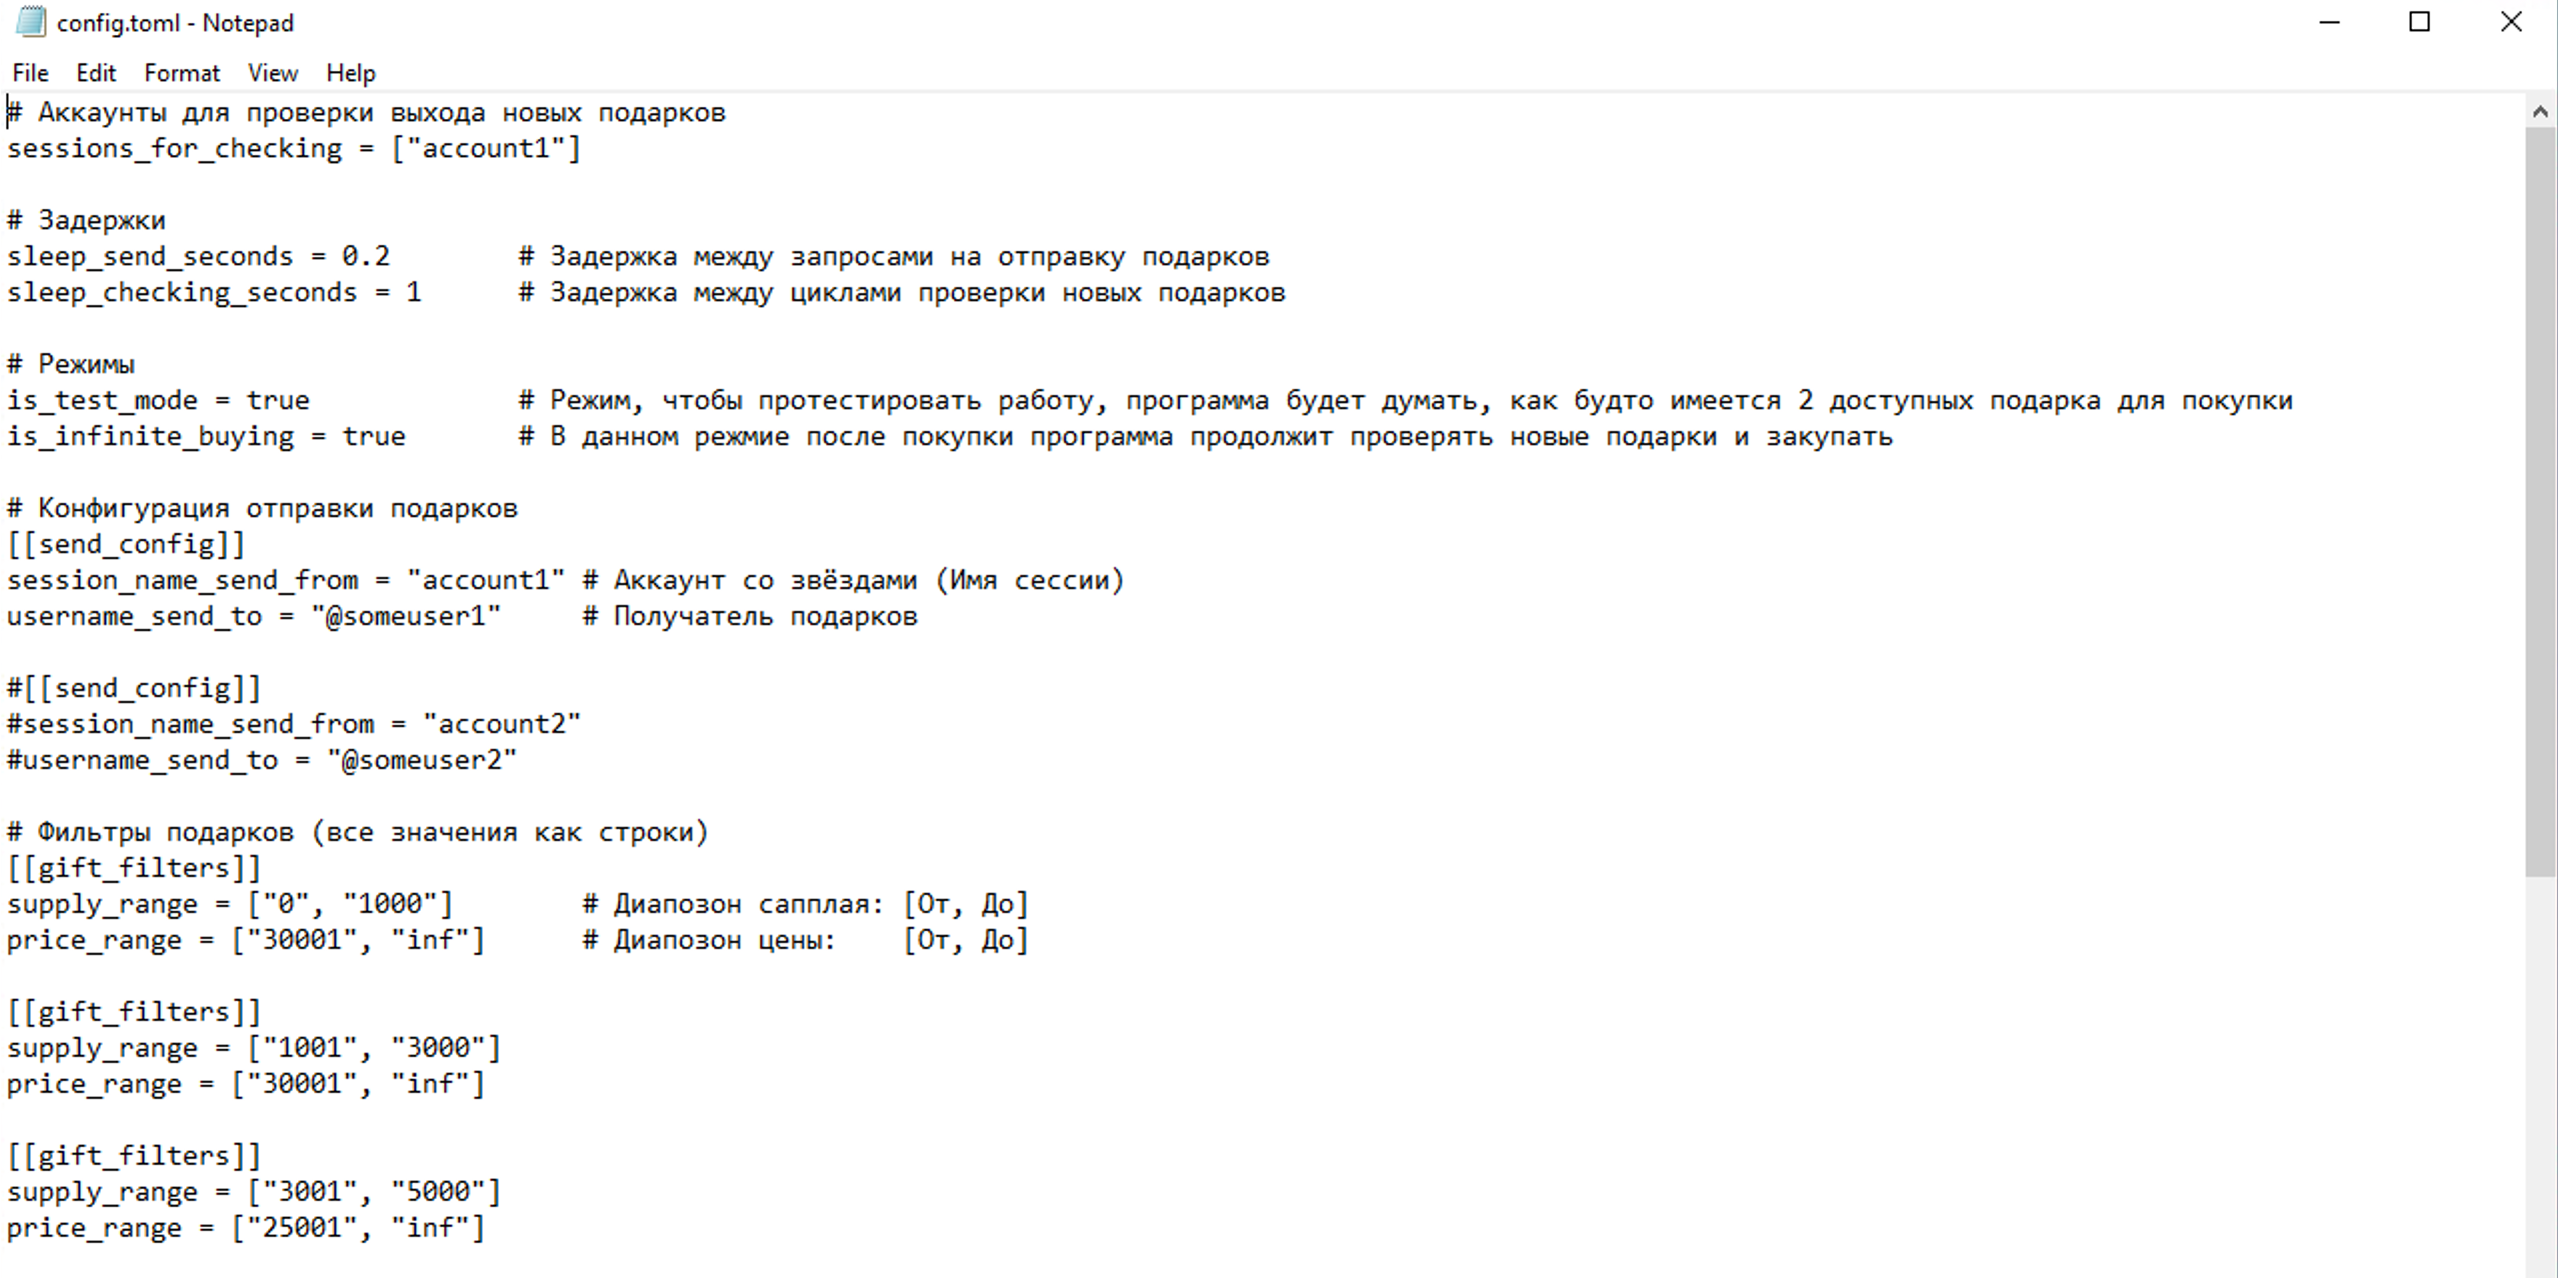 config.toml - Notepad
File Edit Format View Help
# Аккаунты для проверки выхода новых подарков
sessions_for_checking = ["account1"]
# Задержки
sleep_send_seconds = 0.2 # Задержка между запросами на отправку подарков
sleep_checking_seconds = 1 # Задержка между циклами проверки новых подарков
# Режимы
is_test_mode = true # Режим, чтобы протестировать работу, программа будет думать, как будто имеется 2 доступных подарка для покупки
is_infinite_buying = true # В данном режмие после покупки программа продолжит проверять новые подарки и закупать
# Конфигурация отправки подарков
[[send_config]]
session_name_send_from = "account1" # Аккаунт со звёздами (Имя сессии)
username_send_to = "@someuser1" # Получатель подарков
#[[send_config]]
#session_name_send_from = "account2"
#username_send_to = "@someuser2"
# Фильтры подарков (все значения как строки)
[[gift_filters]]
supply_range = ["0", "1000"] # Диапозон сапплая: [От, До]
price_range = ["30001", "inf"] # Диапозон цены: [От, До]
[[gift_filters]]
supply_range = ["1001", "3000"]
price_range = ["30001", "inf"]
[[gift_filters]]
supply_range = ["3001", "5000"]
price_range = ["25001", "inf"]